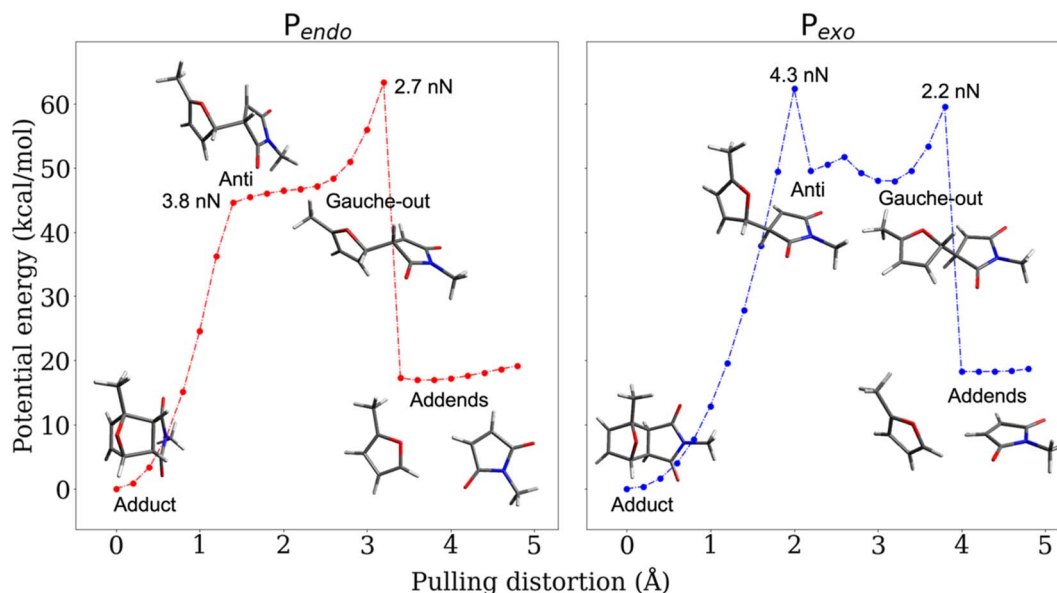 P_endo
P_exo
Potential energy (kcal/mol)
60
50
40
30
20
10
0
2.7 nN
Anti
3.8 nN
Gauche-out
Addends
Adduct
4.3 nN
2.2 nN
Anti
Gauche-out
Addends
Adduct
0 1 2 3 4 5
0 1 2 3 4 5
Pulling distortion (Å)